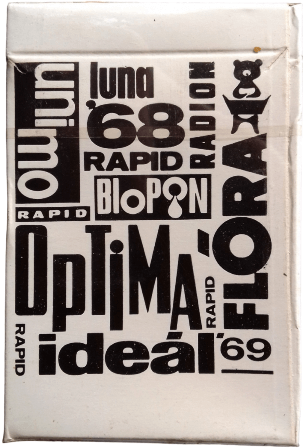 unimo
luna
'68
RAPID
RADION
RAPID
BIOPON
FLÓRA
OPTIMA
RAPID
RAPID
ideál
'69